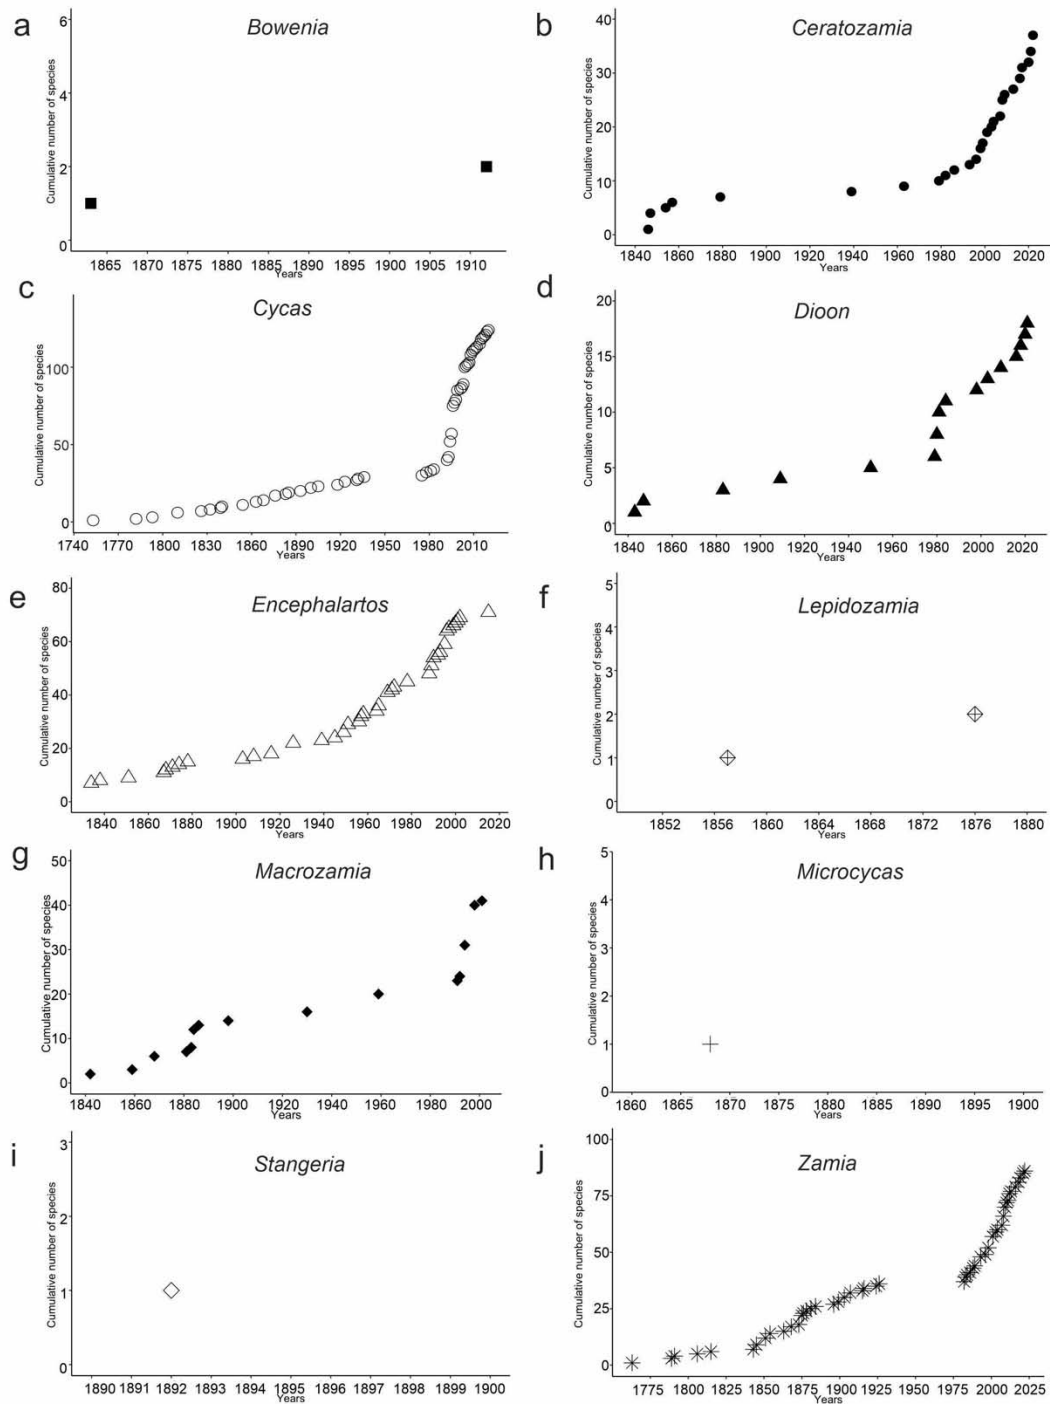 a
Bowenia
Cumulative number of species
6
4
2
0
1865 1870 1875 1880 1885 1890 1895 1900 1905 1910
Years
b
Ceratozamia
Cumulative number of species
40
30
20
10
0
1840 1860 1880 1900 1920 1940 1960 1980 2000 2020
Years
c
Cycas
Cumulative number of species
100
50
0
1740 1770 1800 1830 1860 1890 1920 1950 1980 2010
Years
d
Dioon
Cumulative number of species
20
15
10
5
0
1840 1860 1880 1900 1920 1940 1960 1980 2000 2020
Years
e
Encephalartos
Cumulative number of species
80
60
40
20
0
1840 1860 1880 1900 1920 1940 1960 1980 2000 2020
Years
f
Lepidozamia
Cumulative number of species
5
4
3
2
1
0
1852 1856 1860 1864 1868 1872 1876 1880
Years
g
Macrozamia
Cumulative number of species
50
40
30
20
10
0
1840 1860 1880 1900 1920 1940 1960 1980 2000
Years
h
Microcycas
Cumulative number of species
5
4
3
2
1
0
1860 1865 1870 1875 1880 1885 1890 1895 1900
Years
i
Stangeria
Cumulative number of species
3
2
1
0
1890 1891 1892 1893 1894 1895 1896 1897 1898 1899 1900
Years
j
Zamia
Cumulative number of species
100
75
50
25
0
1775 1800 1825 1850 1875 1900 1925 1950 1975 2000 2025
Years